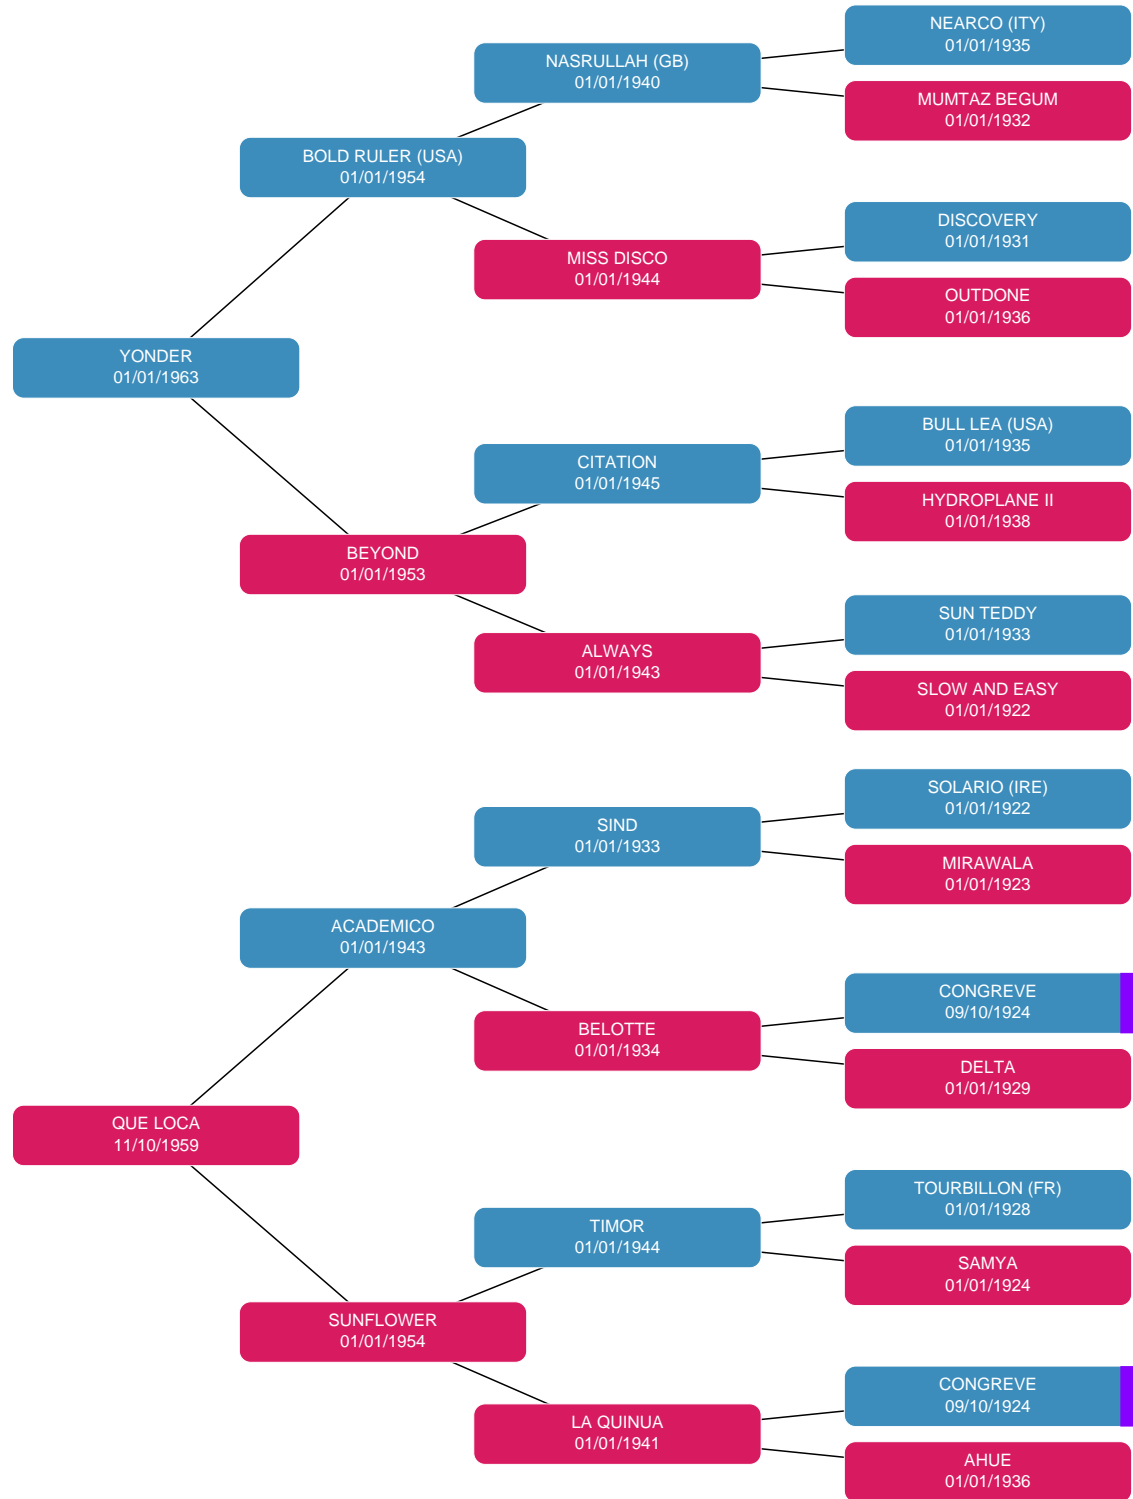 NEARCO (ITY)
01/01/1935
NASRULLAH (GB)
01/01/1940
MUMTAZ BEGUM
01/01/1932
BOLD RULER (USA)
01/01/1954
DISCOVERY
01/01/1931
MISS DISCO
01/01/1944
OUTDONE
01/01/1936
YONDER
01/01/1963
BULL LEA (USA)
01/01/1935
CITATION
01/01/1945
HYDROPLANE II
01/01/1938
BEYOND
01/01/1953
SUN TEDDY
01/01/1933
ALWAYS
01/01/1943
SLOW AND EASY
01/01/1922
SOLARIO (IRE)
01/01/1922
SIND
01/01/1933
MIRAWALA
01/01/1923
ACADEMICO
01/01/1943
CONGREVE
09/10/1924
BELOTTE
01/01/1934
DELTA
01/01/1929
QUE LOCA
11/10/1959
TOURBILLON (FR)
01/01/1928
TIMOR
01/01/1944
SAMYA
01/01/1924
SUNFLOWER
01/01/1954
CONGREVE
09/10/1924
LA QUINUA
01/01/1941
AHUE
01/01/1936